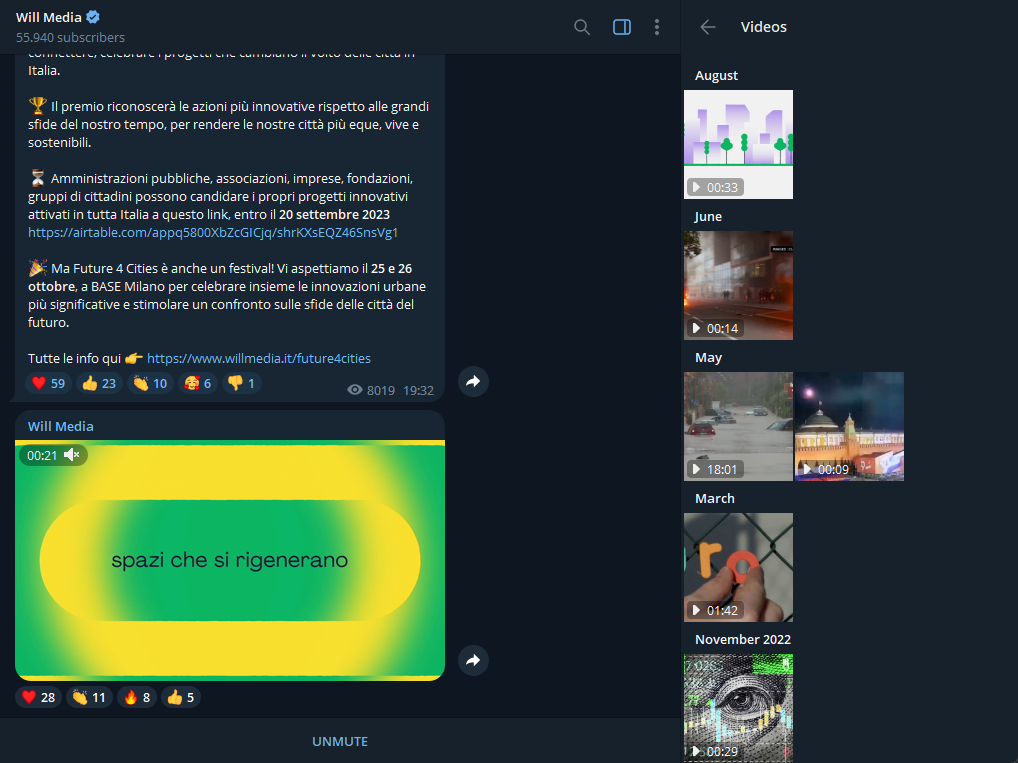 Will Media
55.940 subscribers
connettere, celebrare i progetti che cambiano il volto delle città in
Italia.
🏆 Il premio riconoscerà le azioni più innovative rispetto alle grandi
sfide del nostro tempo, per rendere le nostre città più eque, vive e
sostenibili.
⏳ Amministrazioni pubbliche, associazioni, imprese, fondazioni,
gruppi di cittadini possono candidare i propri progetti innovativi
attivati in tutta Italia a questo link, entro il 20 settembre 2023
https://airtable.com/appq5800XbZcGICjq/shrKXsEQZ46SnsVg1
🎉 Ma Future 4 Cities è anche un festival! Vi aspettiamo il 25 e 26
ottobre, a BASE Milano per celebrare insieme le innovazioni urbane
più significative e stimolare un confronto sulle sfide delle città del
futuro.
Tutte le info qui 👉 https://www.willmedia.it/future4cities
❤️ 59 👍 23 👏 10 🥰 6 👎 1
8019 19:32
Will Media
00:21
spazi che si rigenerano
❤️ 28 👏 11 🔥 8 👍 5
UNMUTE
Videos
August
00:33
June
00:14
May
18:01
00:09
March
ro
01:42
November 2022
00:29